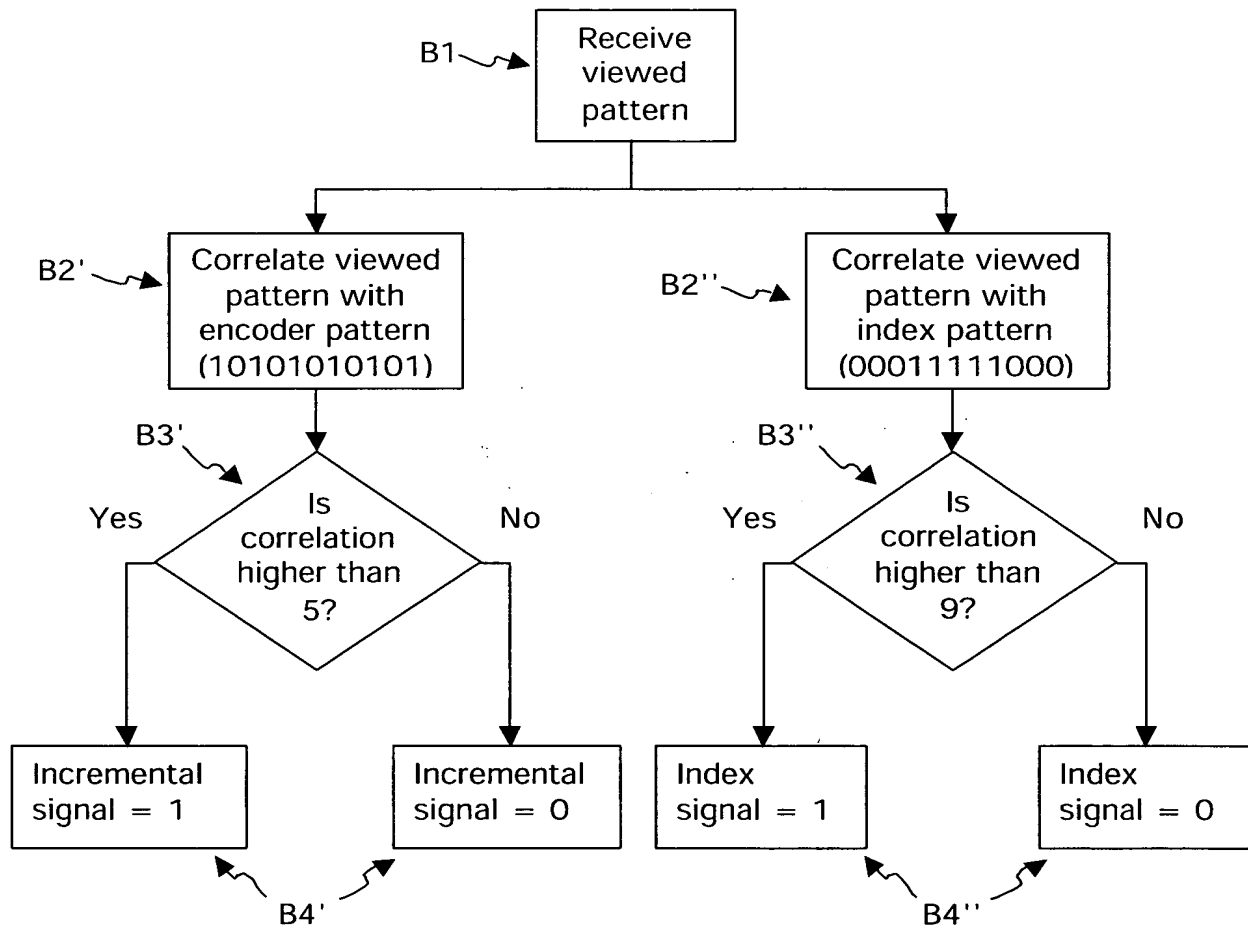 B1
Receive
viewed
pattern
B2'
Correlate viewed
pattern with
encoder pattern
(10101010101)
B2''
Correlate viewed
pattern with
index pattern
(00011111000)
B3'
Yes
Is
correlation
higher than
5?
No
B3''
Yes
Is
correlation
higher than
9?
No
Incremental
signal = 1
Incremental
signal = 0
Index
signal = 1
Index
signal = 0
B4'
B4''